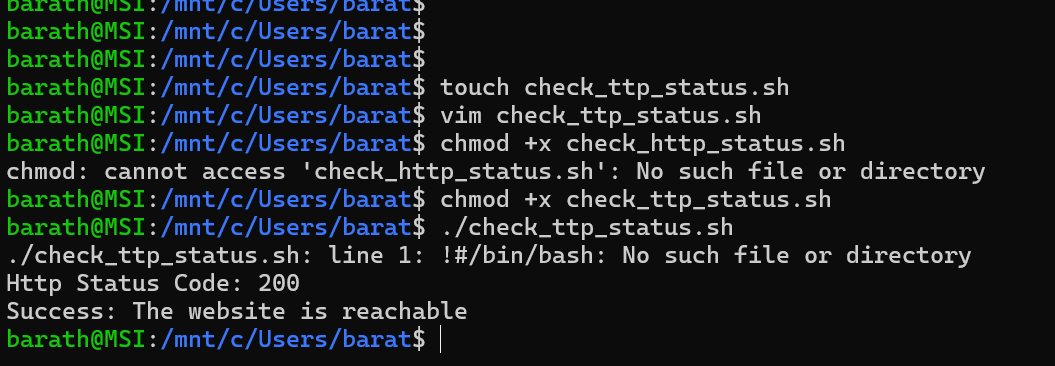 barath@MSI:/mnt/c/Users/barat$
barath@MSI:/mnt/c/Users/barat$
barath@MSI:/mnt/c/Users/barat$
barath@MSI:/mnt/c/Users/barat$ touch check_ttp_status.sh
barath@MSI:/mnt/c/Users/barat$ vim check_ttp_status.sh
barath@MSI:/mnt/c/Users/barat$ chmod +x check_http_status.sh
chmod: cannot access 'check_http_status.sh': No such file or directory
barath@MSI:/mnt/c/Users/barat$ chmod +x check_ttp_status.sh
barath@MSI:/mnt/c/Users/barat$ ./check_ttp_status.sh
./check_ttp_status.sh: line 1: !#/bin/bash: No such file or directory
Http Status Code: 200
Success: The website is reachable
barath@MSI:/mnt/c/Users/barat$